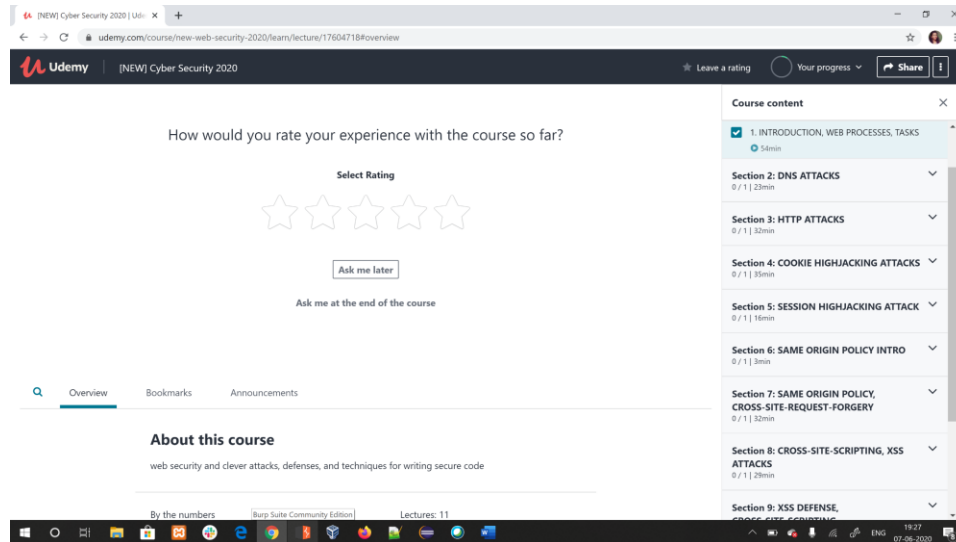 [NEW] Cyber Security 2020 | Ude
udemy.com/course/new-web-security-2020/learn/lecture/17604718#overview
Udemy
[NEW] Cyber Security 2020
Leave a rating
Your progress
Share
How would you rate your experience with the course so far?
Select Rating
Ask me later
Ask me at the end of the course
Overview
Bookmarks
Announcements
About this course
web security and clever attacks, defenses, and techniques for writing secure code
By the numbers
Burp Suite Community Edition
Lectures: 11
Course content
1. INTRODUCTION, WEB PROCESSES, TASKS
54min
Section 2: DNS ATTACKS
0 / 1 | 23min
Section 3: HTTP ATTACKS
0 / 1 | 32min
Section 4: COOKIE HIGHJACKING ATTACKS
0 / 1 | 35min
Section 5: SESSION HIGHJACKING ATTACK
0 / 1 | 16min
Section 6: SAME ORIGIN POLICY INTRO
0 / 1 | 3min
Section 7: SAME ORIGIN POLICY,
CROSS-SITE-REQUEST-FORGERY
0 / 1 | 32min
Section 8: CROSS-SITE-SCRIPTING, XSS
ATTACKS
0 / 1 | 29min
Section 9: XSS DEFENSE,
CROSS-SITE-SCRIPTING
ENG
19:27
07-06-2020